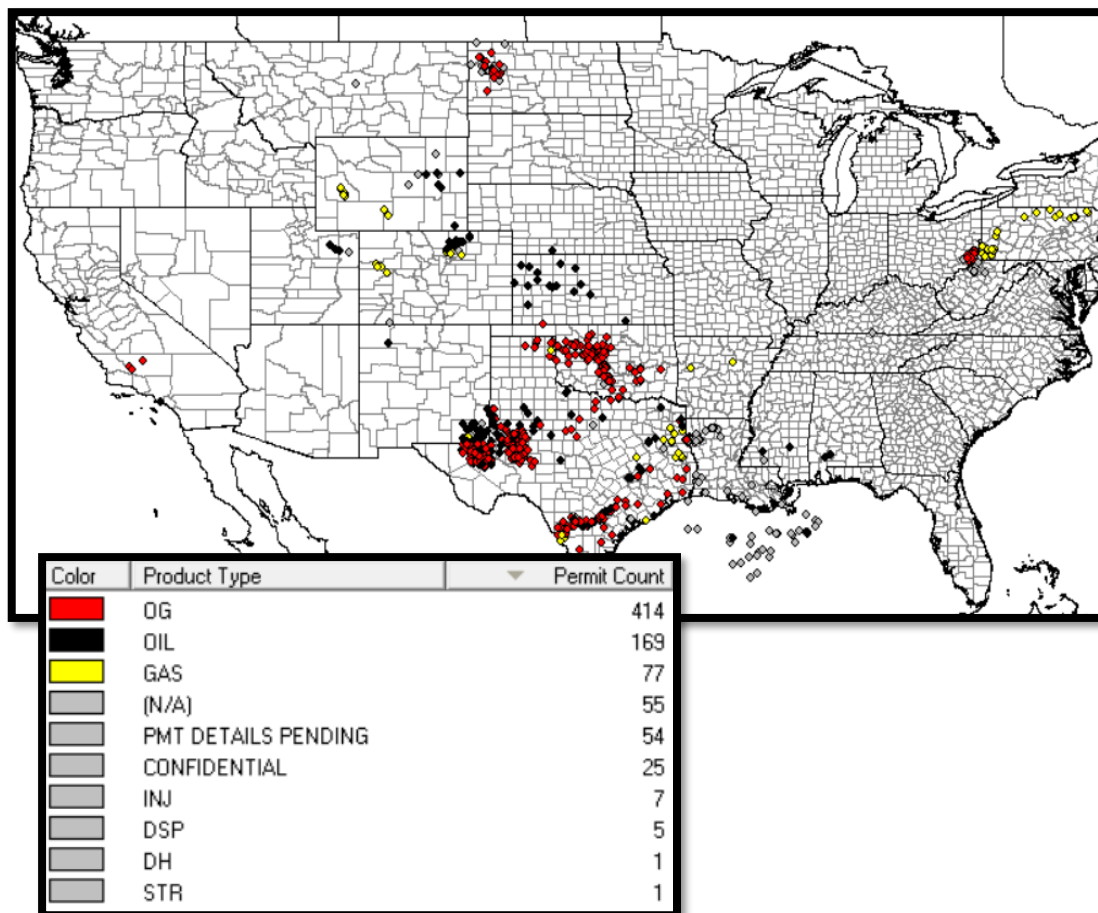 Color Product Type Permit Count
OG 414
OIL 169
GAS 77
(N/A) 55
PMT DETAILS PENDING 54
CONFIDENTIAL 25
INJ 7
DSP 5
DH 1
STR 1